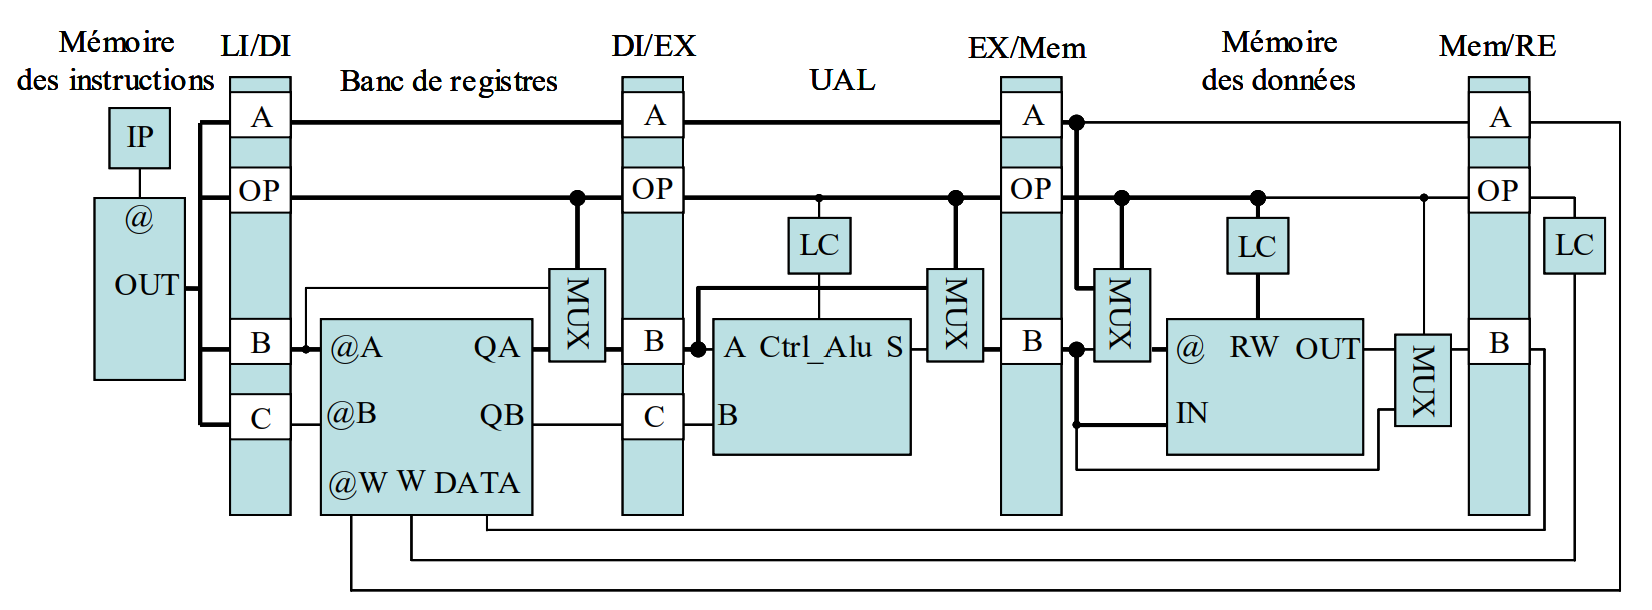 Mémoire
des instructions
LI/DI
Banc de registres
DI/EX
UAL
EX/Mem
Mémoire
des données
Mem/RE
IP
@
OUT
A
OP
B
C
@A
QA
@B
QB
@W W DATA
MUX
A
OP
B
C
LC
A Ctrl_Alu S
B
MUX
A
OP
B
MUX
LC
@ RW OUT
IN
MUX
A
OP
B
LC